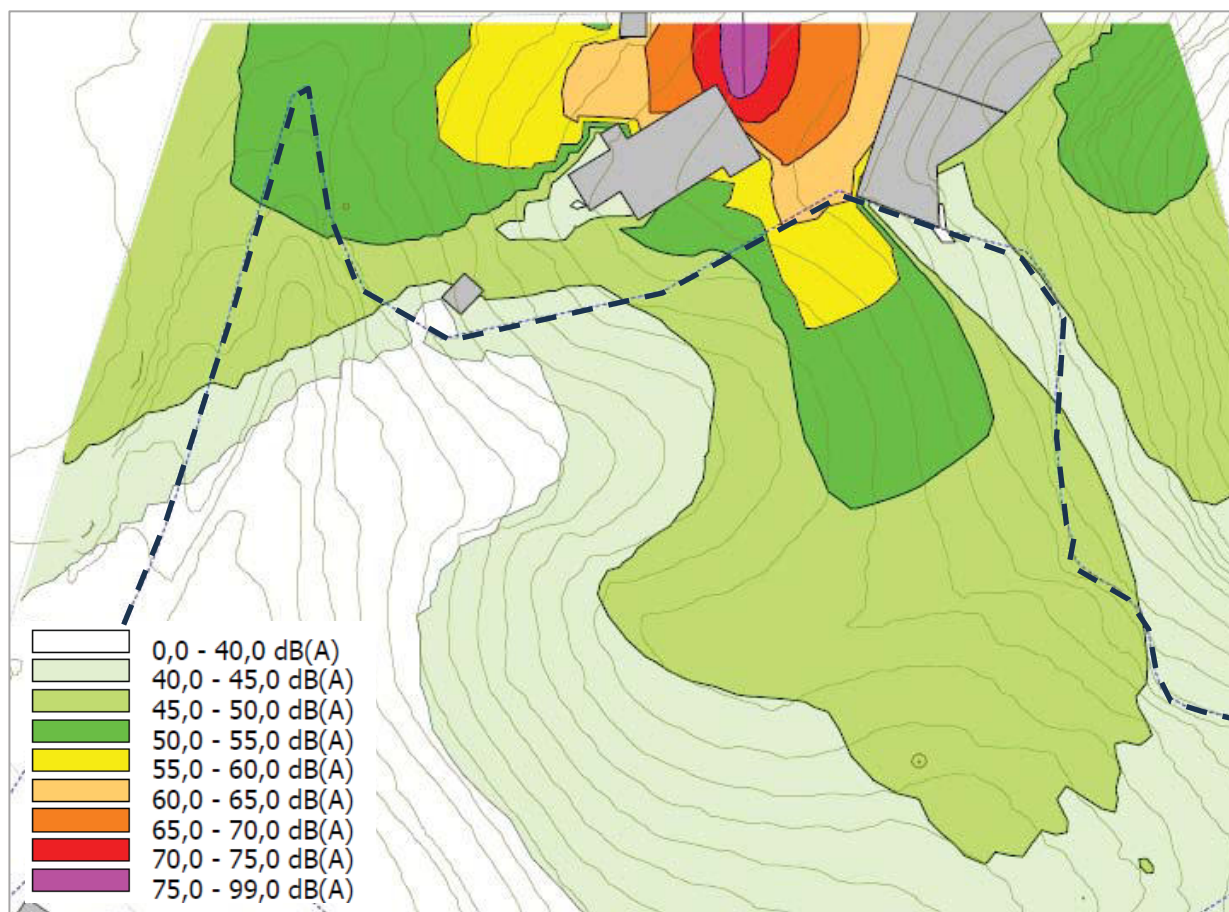 0,0 - 40,0 dB(A)
40,0 - 45,0 dB(A)
45,0 - 50,0 dB(A)
50,0 - 55,0 dB(A)
55,0 - 60,0 dB(A)
60,0 - 65,0 dB(A)
65,0 - 70,0 dB(A)
70,0 - 75,0 dB(A)
75,0 - 99,0 dB(A)